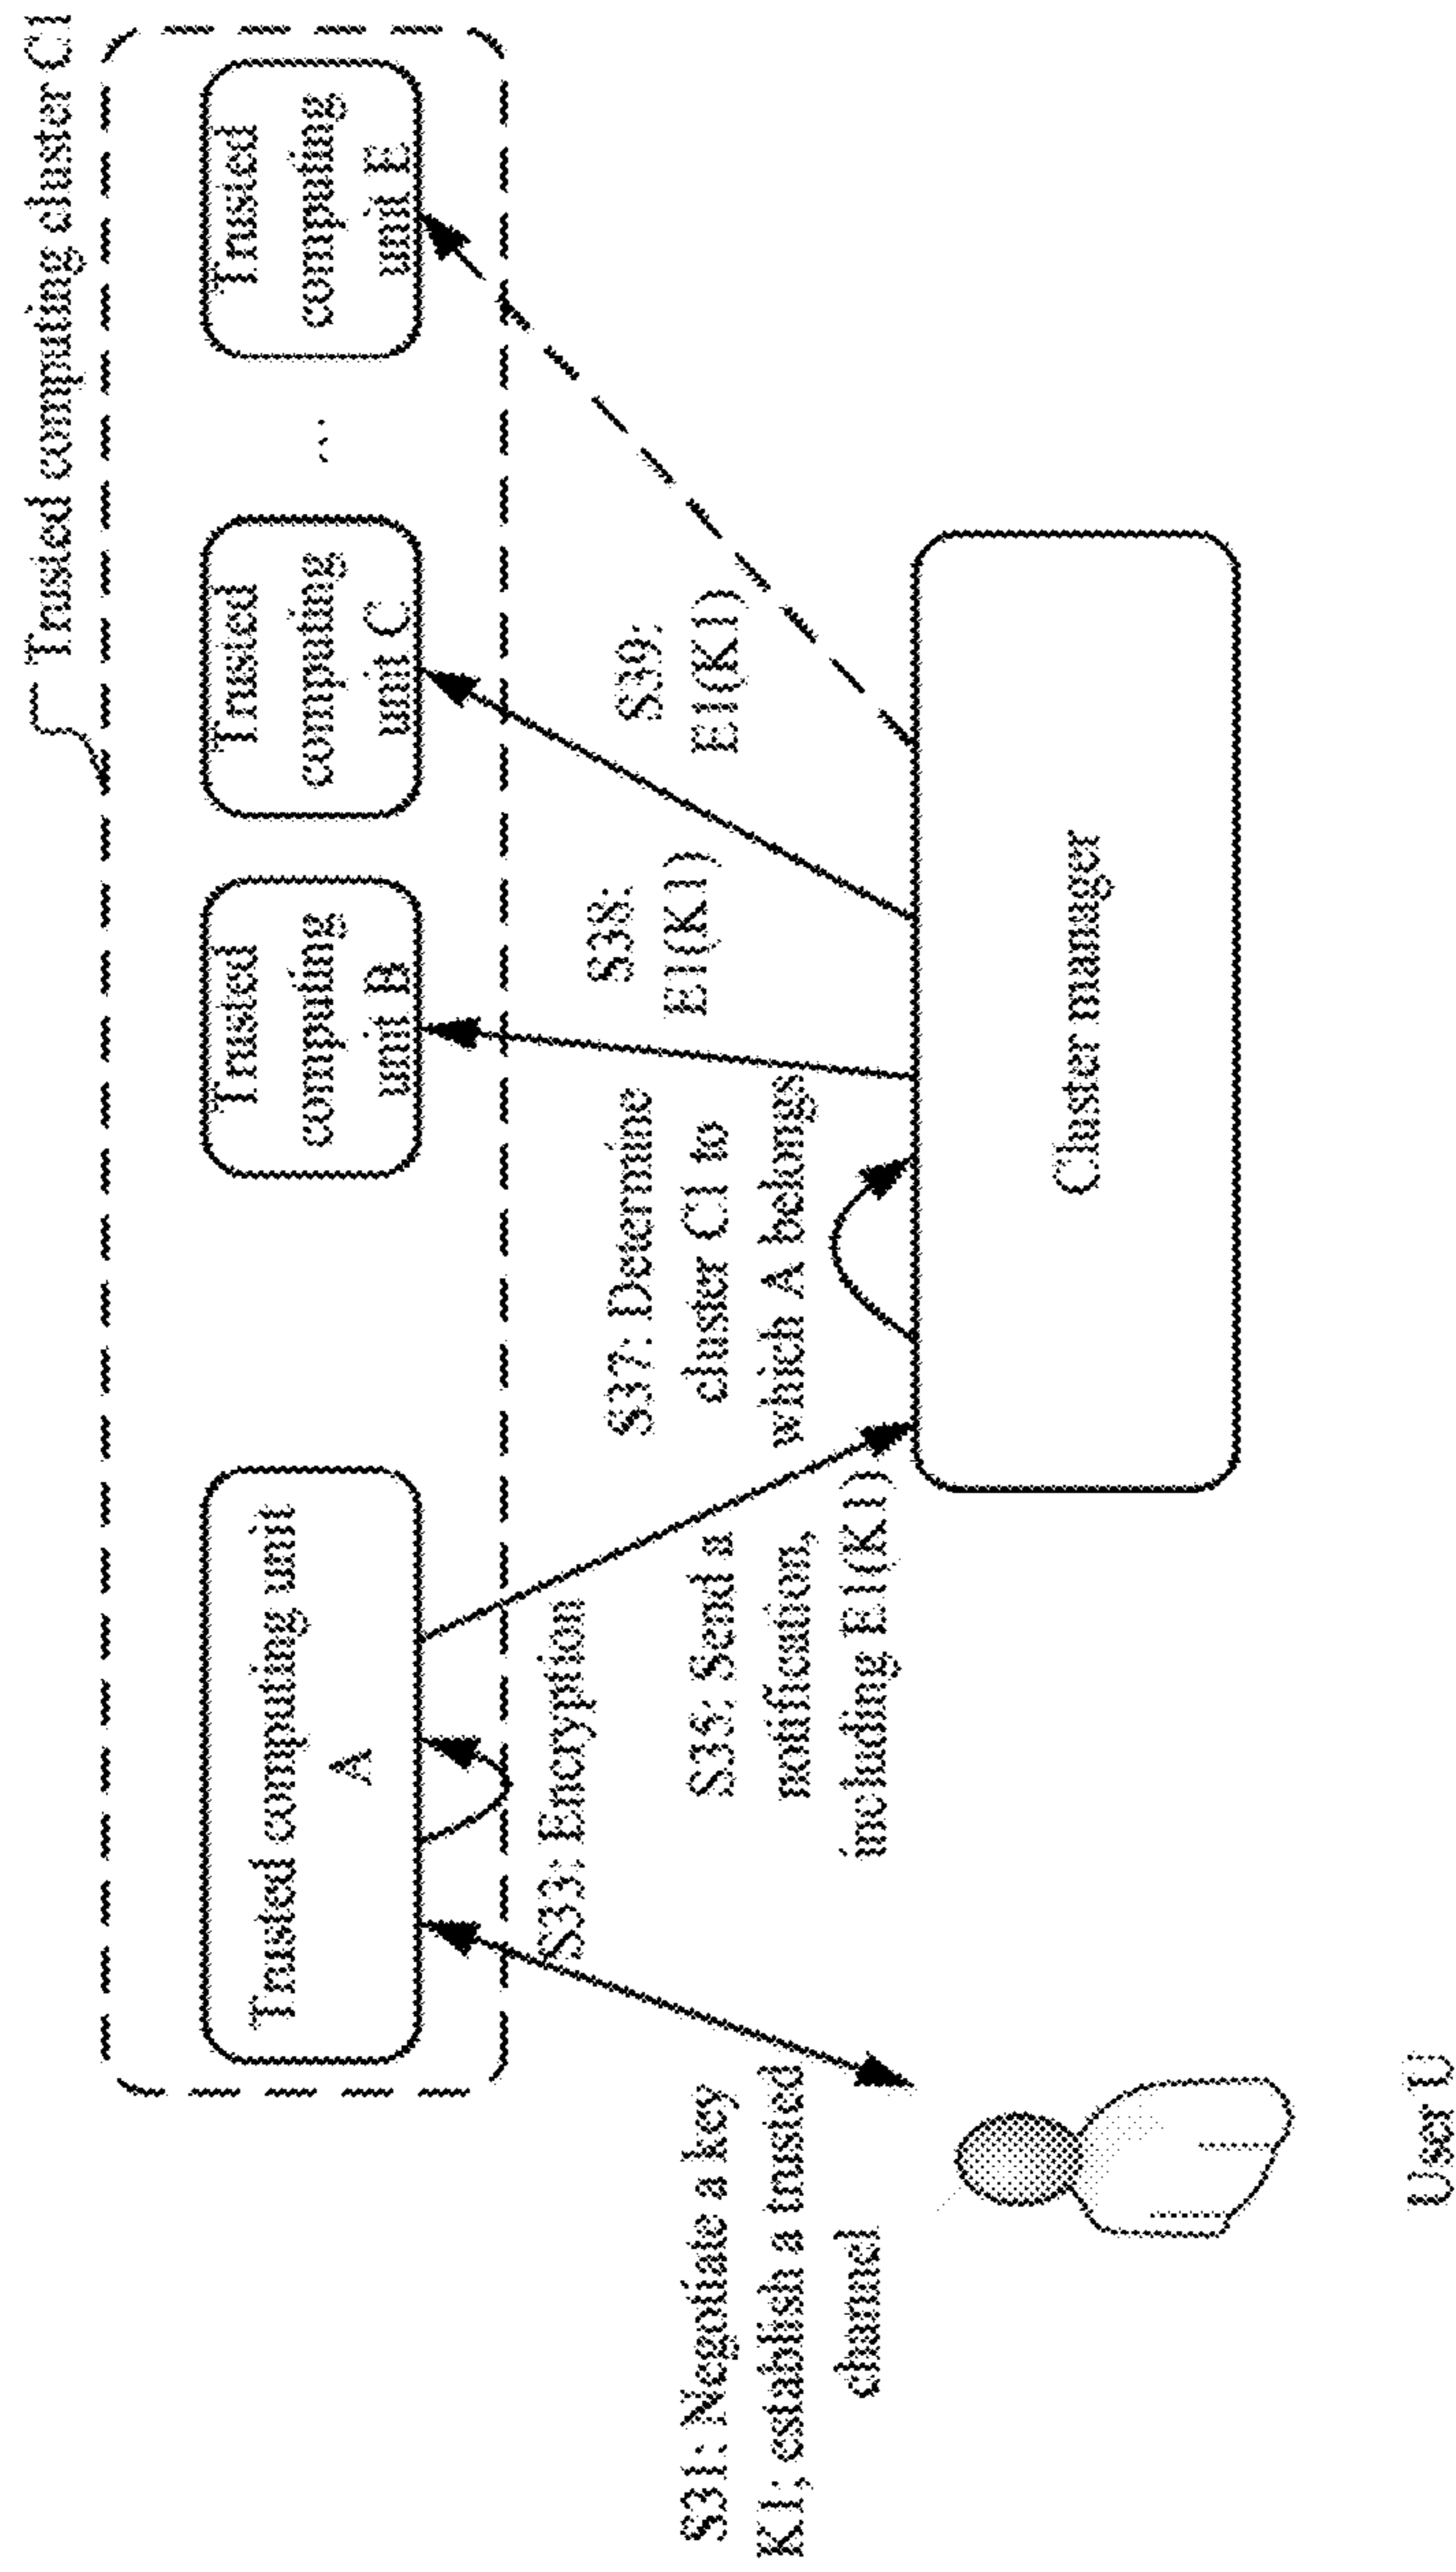 Trusted computing cluster C1
Trusted computing unit
A
Trusted
computing
unit B
Trusted
computing
unit C
...
Trusted
computing
unit E
S33: Encryption
S31: Negotiate a key
K1; establish a trusted
channel
S35: Send a
notification,
including E1(K1)
S37: Determine
cluster C1 to
which A belongs
S38:
E1(K1)
S39:
E1(K1)
Cluster manager
User U